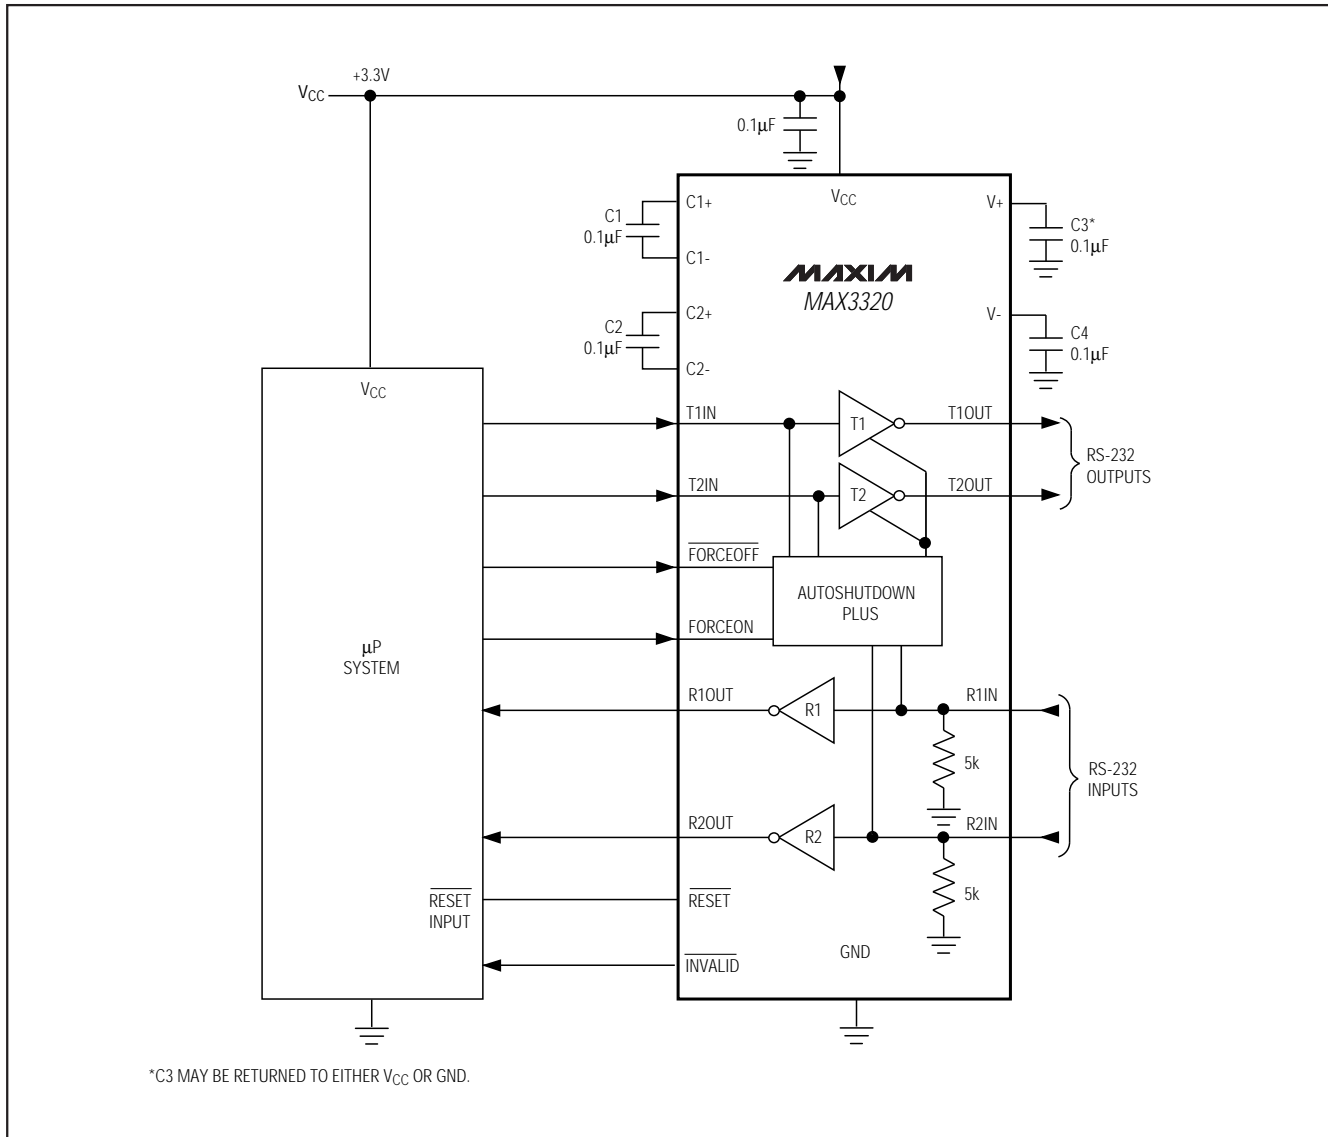 +3.3V
VCC
0.1µF
VCC
C1+
C1
0.1µF
C1-
V+
C3*
0.1µF
MAXIM
MAX3320
C2+
C2
0.1µF
C2-
V-
C4
0.1µF
VCC
T1IN
T1
T1OUT
T2IN
T2
T2OUT
RS-232
OUTPUTS
FORCEOFF
AUTOSHUTDOWN
PLUS
FORCEON
µP
SYSTEM
R1OUT
R1
R1IN
5k
RS-232
INPUTS
R2OUT
R2
R2IN
5k
RESET
INPUT
RESET
INVALID
GND
*C3 MAY BE RETURNED TO EITHER VCC OR GND.